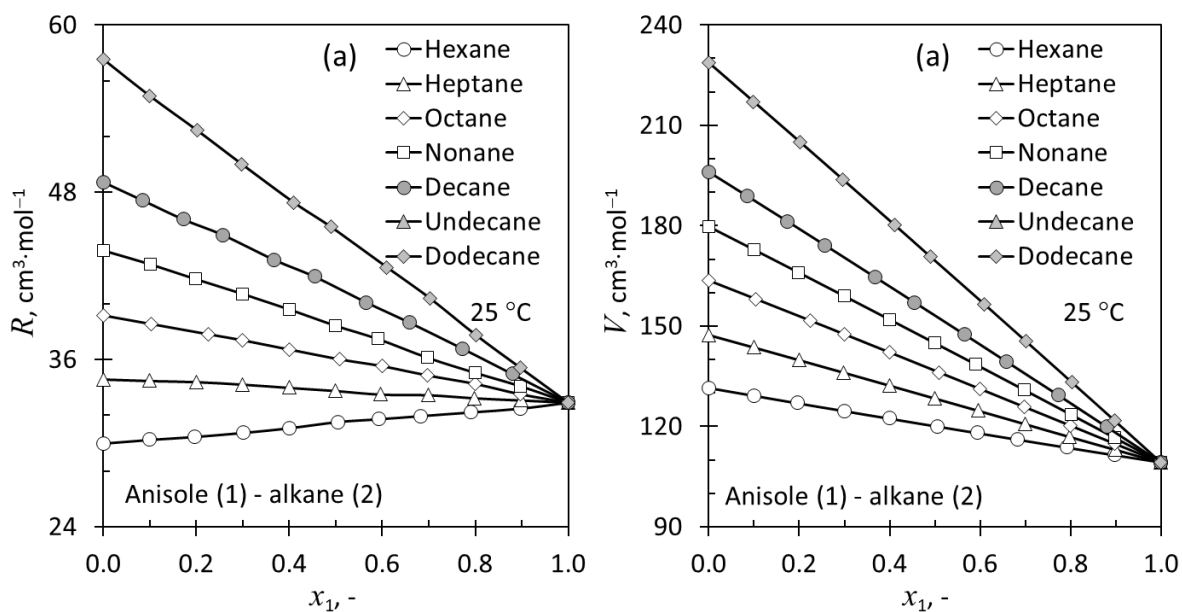 60
48
36
24
R, cm³·mol⁻¹
(a)
Hexane
Heptane
Octane
Nonane
Decane
Undecane
Dodecane
25 °C
Anisole (1) - alkane (2)
0.0 0.2 0.4 0.6 0.8 1.0
x₁, -
240
210
180
150
120
90
V, cm³·mol⁻¹
(a)
Hexane
Heptane
Octane
Nonane
Decane
Undecane
Dodecane
25 °C
Anisole (1) - alkane (2)
0.0 0.2 0.4 0.6 0.8 1.0
x₁, -